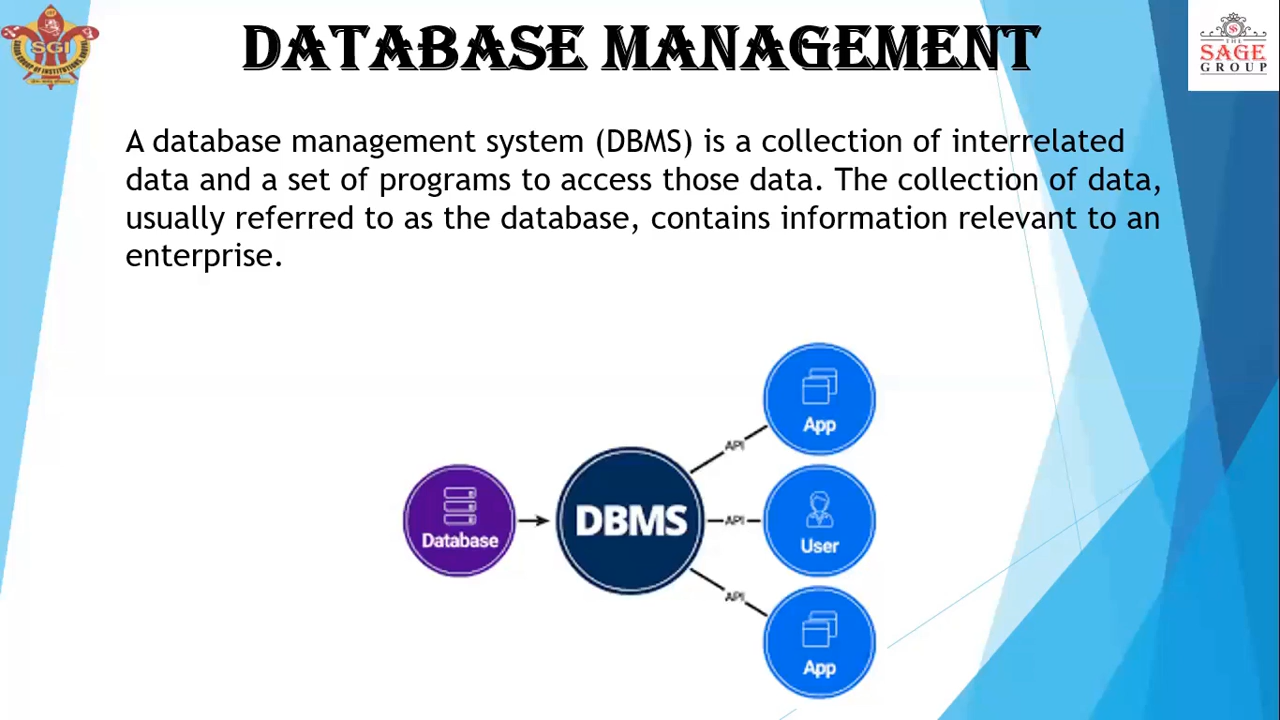 SGI
DATABASE MANAGEMENT
THE
SAGE
GROUP
A database management system (DBMS) is a collection of interrelated
data and a set of programs to access those data. The collection of data,
usually referred to as the database, contains information relevant to an
enterprise.
API
App
Database
DBMS
API
User
API
App